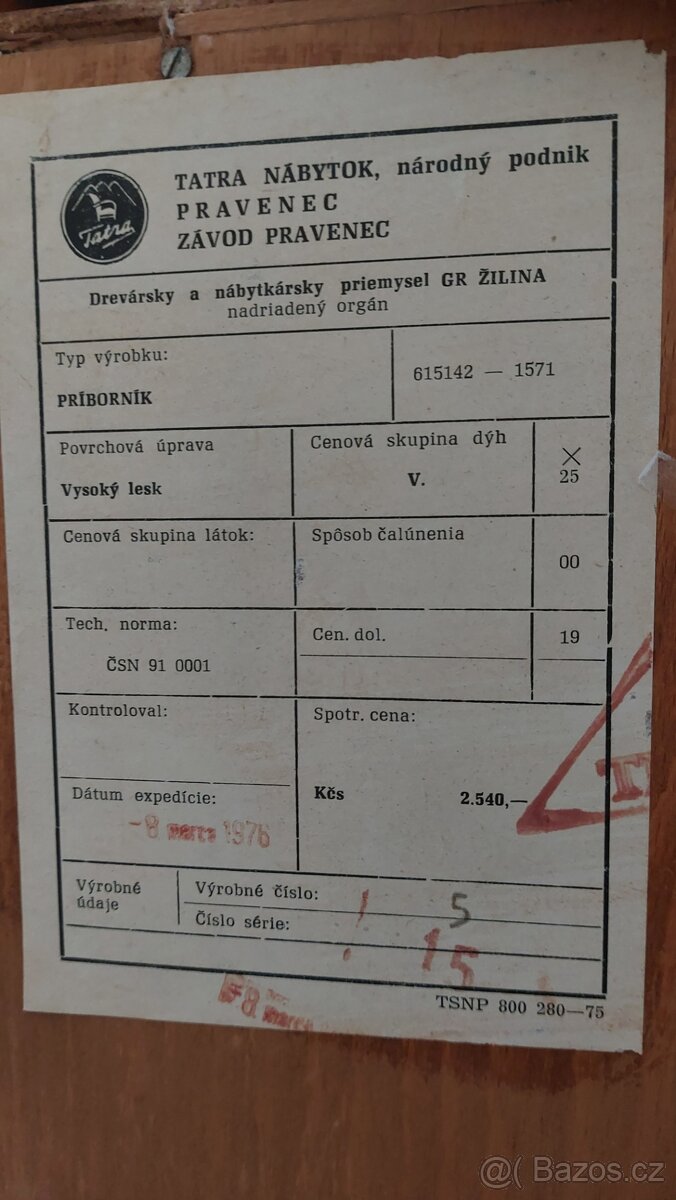 Tatra
TATRA NÁBYTOK, národný podnik
PRAVENEC
ZÁVOD PRAVENEC
Drevársky a nábytkársky priemysel GR ŽILINA
nadriadený orgán
Typ výrobku:
PRÍBORNÍK
615142 — 1571
Povrchová úprava
Vysoký lesk
Cenová skupina dýh
V.
25
Cenová skupina látok:
Spôsob čalúnenia
00
Tech. norma:
ČSN 91 0001
Cen. dol.
19
Kontroloval:
Spotr. cena:
Kčs 2.540,—
Dátum expedície:
-8 marca 1976
Výrobné
údaje
Výrobné číslo: 5
Číslo série: 15
-8 marca
TSNP 800 280—75
@( Bazos.cz